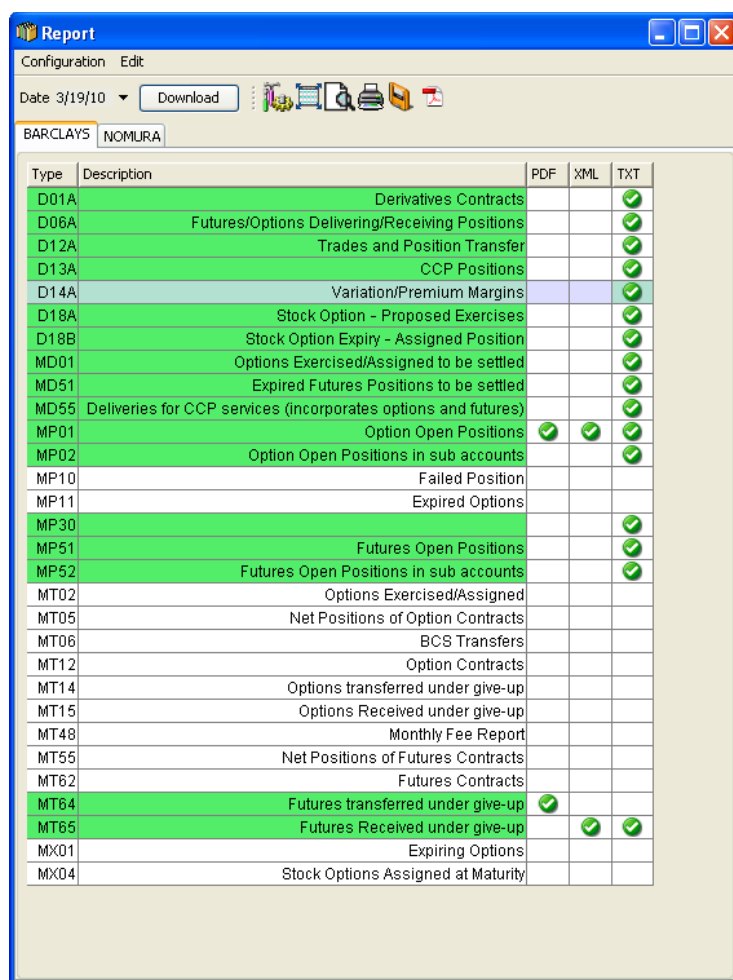 Report
Configuration Edit
Date 3/19/10 Download
BARCLAYS NOMURA
Type Description PDF XML TXT
D01A Derivatives Contracts
D06A Futures/Options Delivering/Receiving Positions
D12A Trades and Position Transfer
D13A CCP Positions
D14A Variation/Premium Margins
D18A Stock Option - Proposed Exercises
D18B Stock Option Expiry - Assigned Position
MD01 Options Exercised/Assigned to be settled
MD51 Expired Futures Positions to be settled
MD55 Deliveries for CCP services (incorporates options and futures)
MP01 Option Open Positions
MP02 Option Open Positions in sub accounts
MP10 Failed Position
MP11 Expired Options
MP30
MP51 Futures Open Positions
MP52 Futures Open Positions in sub accounts
MT02 Options Exercised/Assigned
MT05 Net Positions of Option Contracts
MT06 BCS Transfers
MT12 Option Contracts
MT14 Options transferred under give-up
MT15 Options Received under give-up
MT48 Monthly Fee Report
MT55 Net Positions of Futures Contracts
MT62 Futures Contracts
MT64 Futures transferred under give-up
MT65 Futures Received under give-up
MX01 Expiring Options
MX04 Stock Options Assigned at Maturity